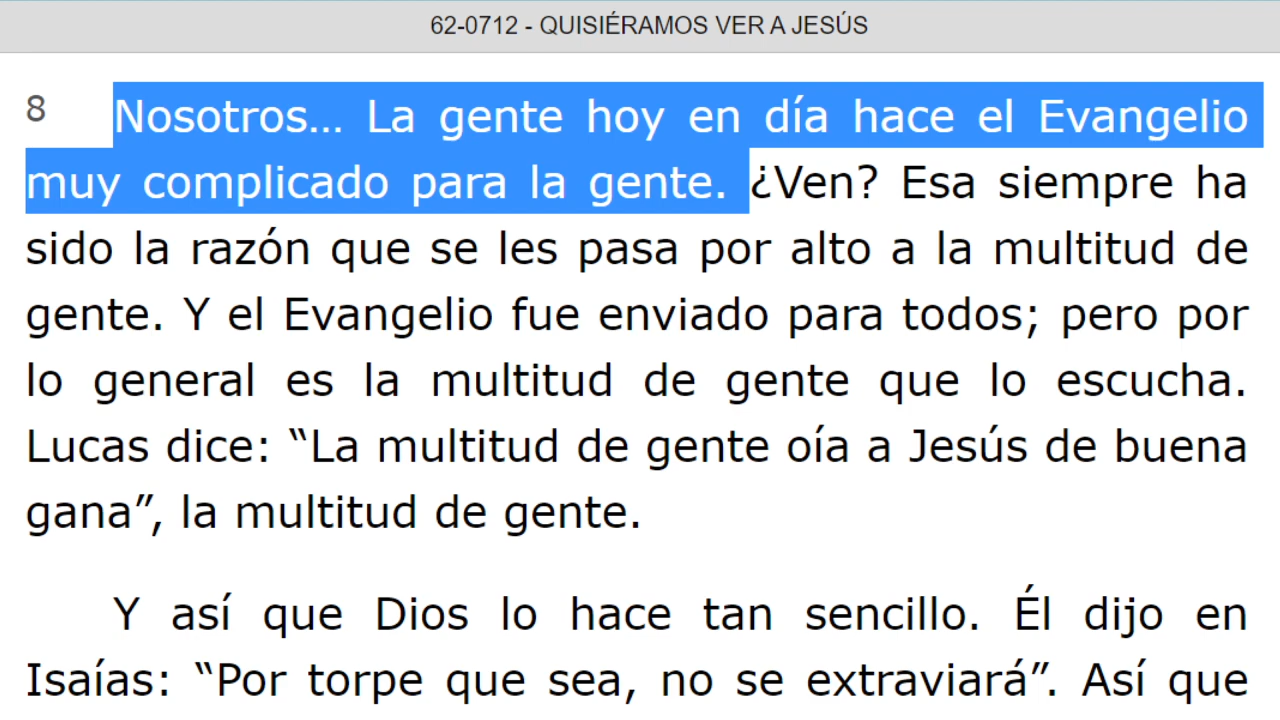 62-0712 - QUISIÉRAMOS VER A JESÚS
8 Nosotros… La gente hoy en día hace el Evangelio
muy complicado para la gente. ¿Ven? Esa siempre ha
sido la razón que se les pasa por alto a la multitud de
gente. Y el Evangelio fue enviado para todos; pero por
lo general es la multitud de gente que lo escucha.
Lucas dice: “La multitud de gente oía a Jesús de buena
gana”, la multitud de gente.
Y así que Dios lo hace tan sencillo. Él dijo en
Isaías: “Por torpe que sea, no se extraviará”. Así que